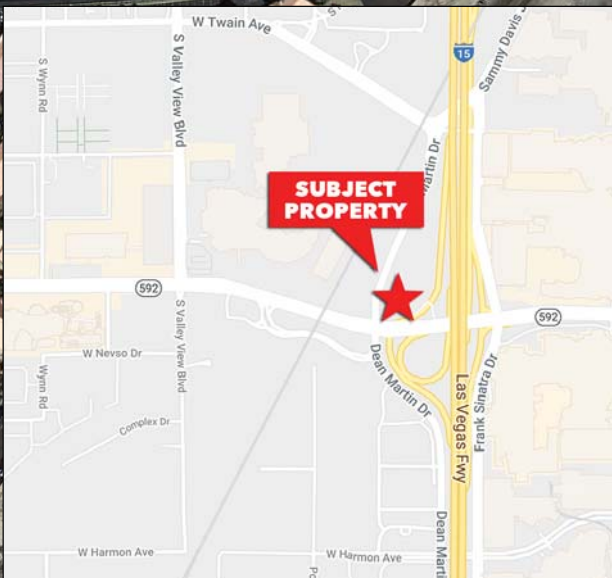 W Twain Ave
S Valley View Blvd
S Wynn Rd
15
Sammy Davis
Martin Dr
SUBJECT
PROPERTY
592
592
S Valley View Blvd
W Nevso Dr
Wynn Rd
Complex Dr
Dean Martin Dr
Las Vegas Fwy
Frank Sinatra Dr
W Harmon Ave
W Harmon Ave
Dean Marti
Po